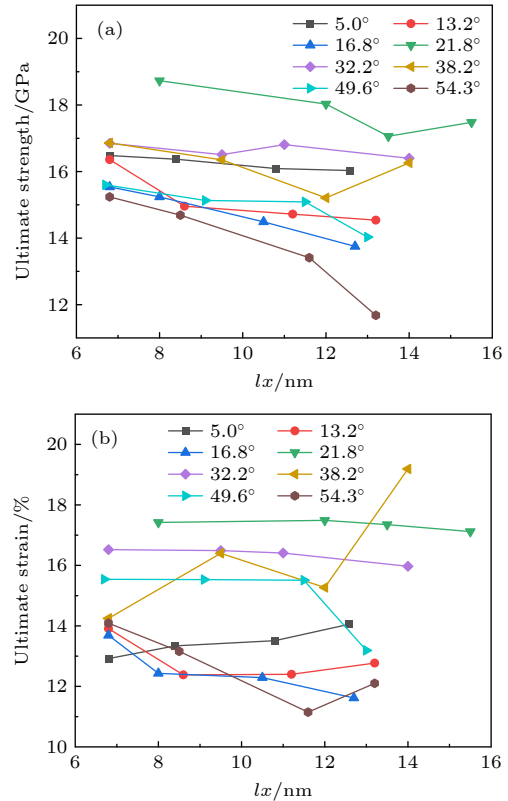 (a)
5.0° 13.2°
16.8° 21.8°
32.2° 38.2°
49.6° 54.3°
20
18
16
14
12
Ultimate strength/GPa
6 8 10 12 14 16
lx/nm
(b)
5.0° 13.2°
16.8° 21.8°
32.2° 38.2°
49.6° 54.3°
20
18
16
14
12
10
Ultimate strain/%
6 8 10 12 14 16
lx/nm